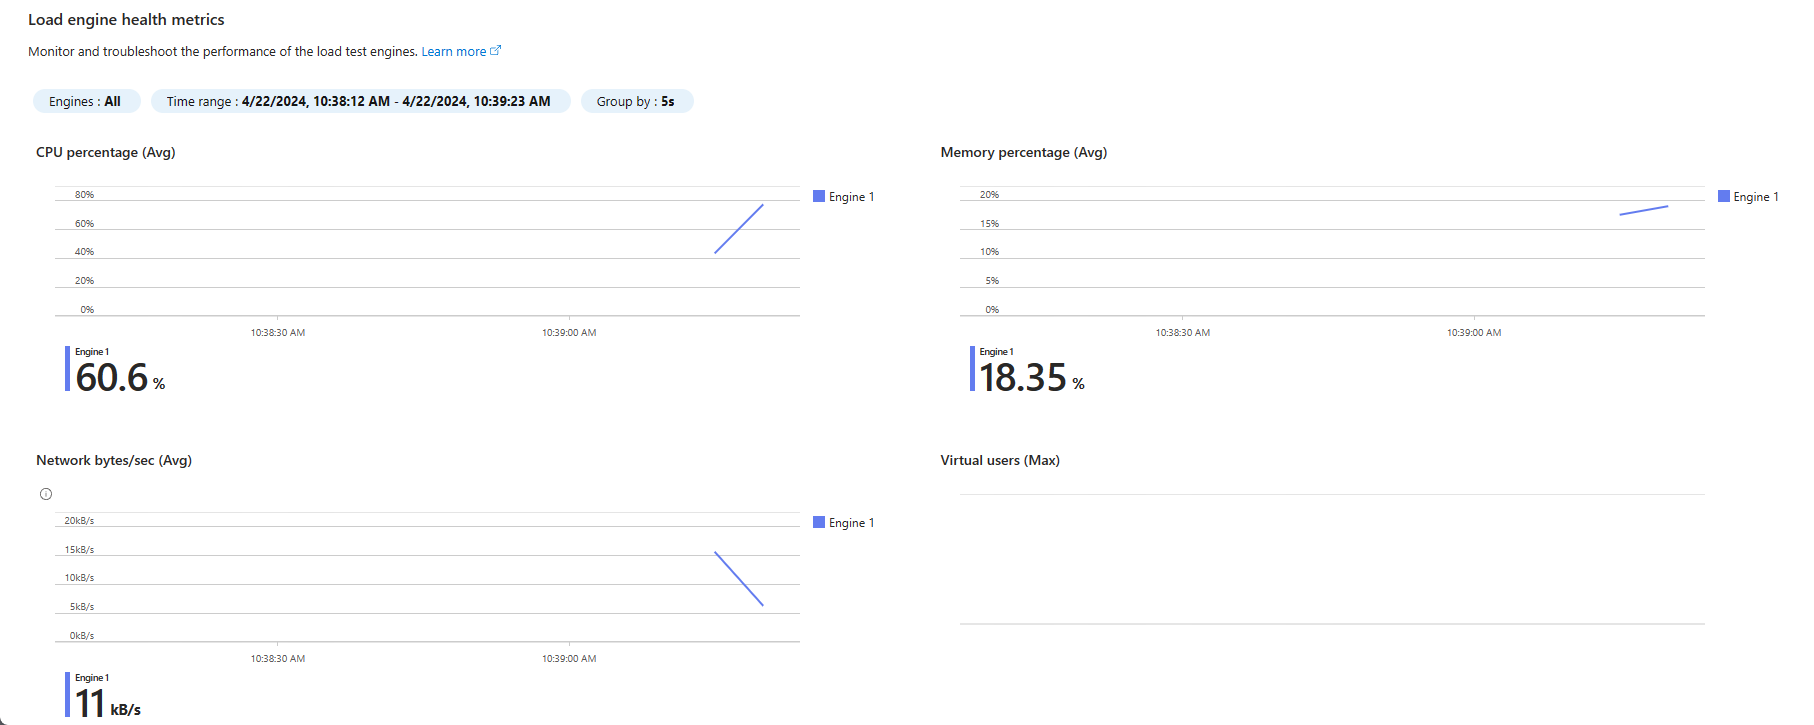 Load engine health metrics
Monitor and troubleshoot the performance of the load test engines. Learn more
Engines : All
Time range : 4/22/2024, 10:38:12 AM - 4/22/2024, 10:39:23 AM
Group by : 5s
CPU percentage (Avg)
80%
60%
40%
20%
0%
10:38:30 AM
10:39:00 AM
Engine 1
Engine 1
60.6 %
Memory percentage (Avg)
20%
15%
10%
5%
0%
10:38:30 AM
10:39:00 AM
Engine 1
Engine 1
18.35 %
Network bytes/sec (Avg)
20kB/s
15kB/s
10kB/s
5kB/s
0kB/s
10:38:30 AM
10:39:00 AM
Engine 1
Engine 1
11 kB/s
Virtual users (Max)